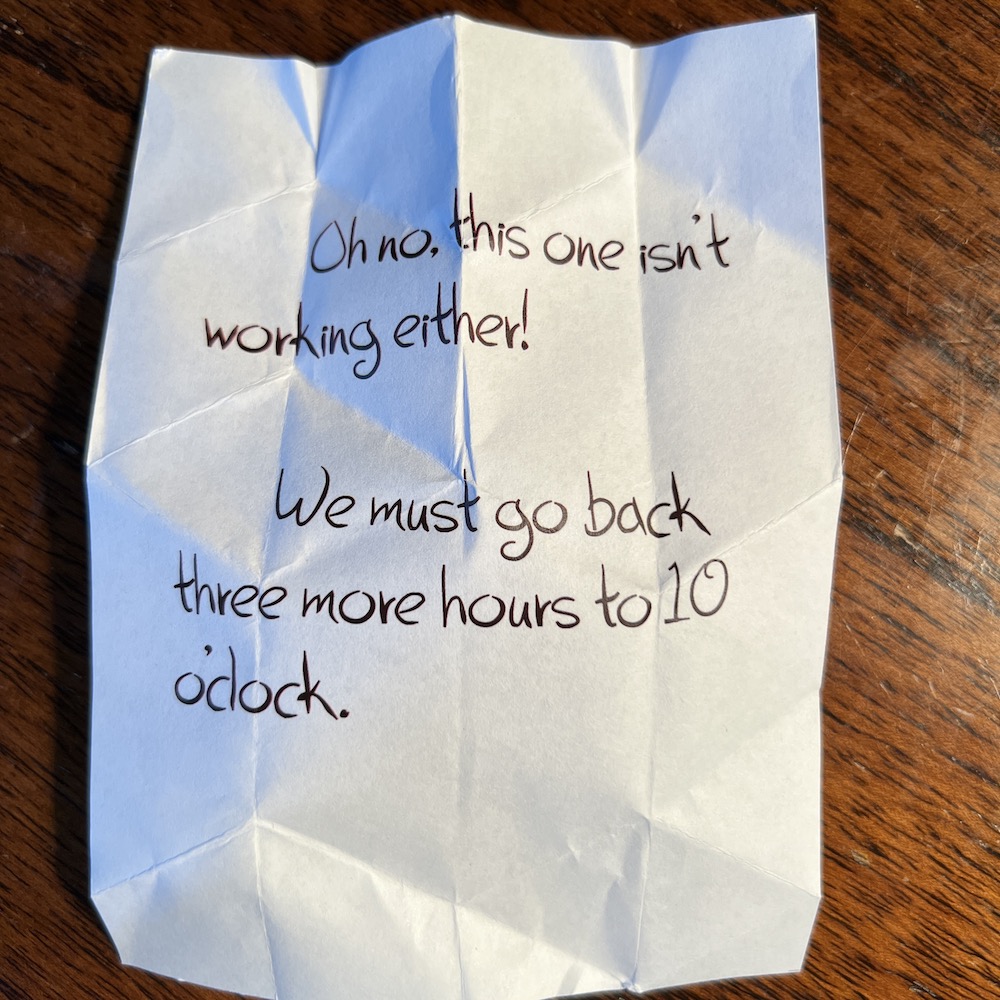 Oh no, this one isn't
working either!
We must go back
three more hours to 10
o'clock.